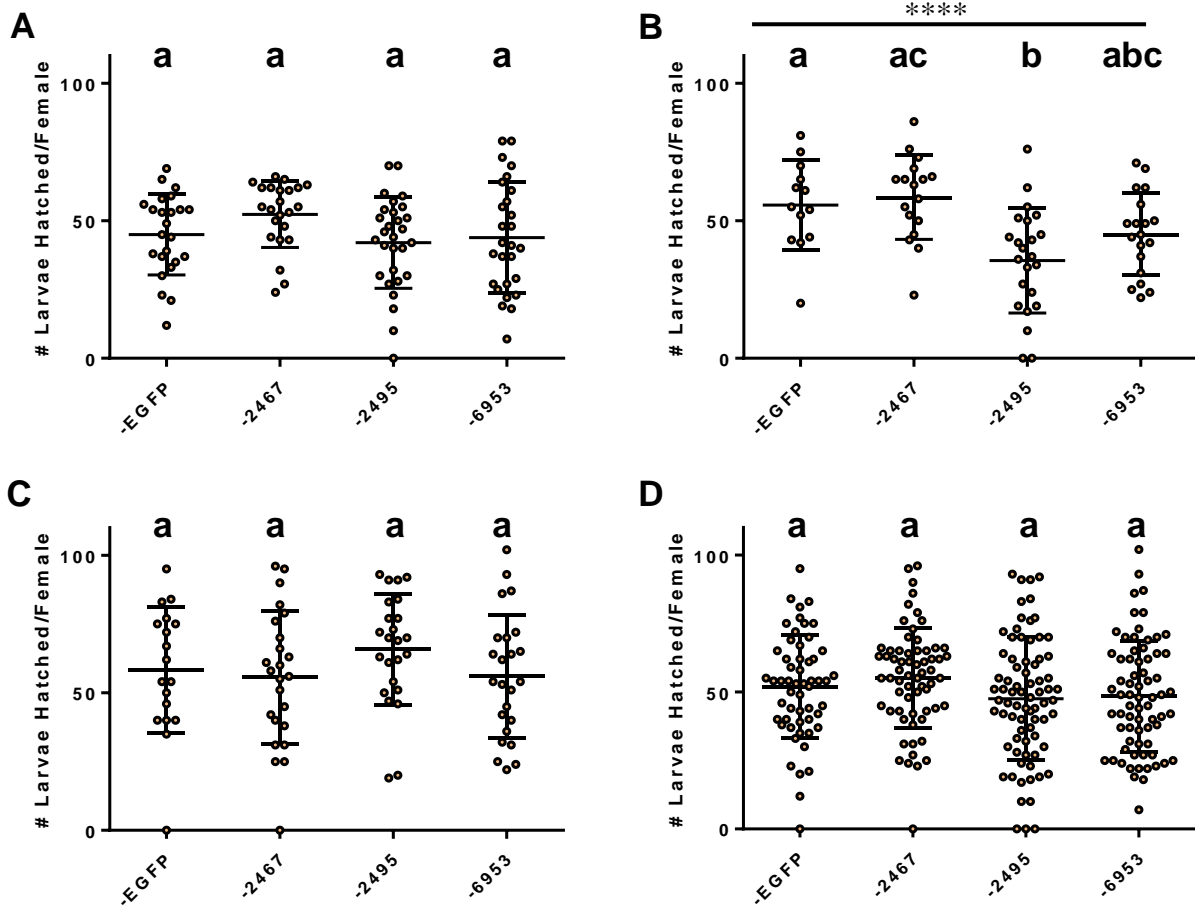 A
# Larvae Hatched/Female
a a a a
100
50
0
-EGFP -2467 -2495 -6953
B
****
# Larvae Hatched/Female
a ac b abc
100
50
0
-EGFP -2467 -2495 -6953
C
# Larvae Hatched/Female
a a a a
100
50
0
-EGFP -2467 -2495 -6953
D
# Larvae Hatched/Female
a a a a
100
50
0
-EGFP -2467 -2495 -6953